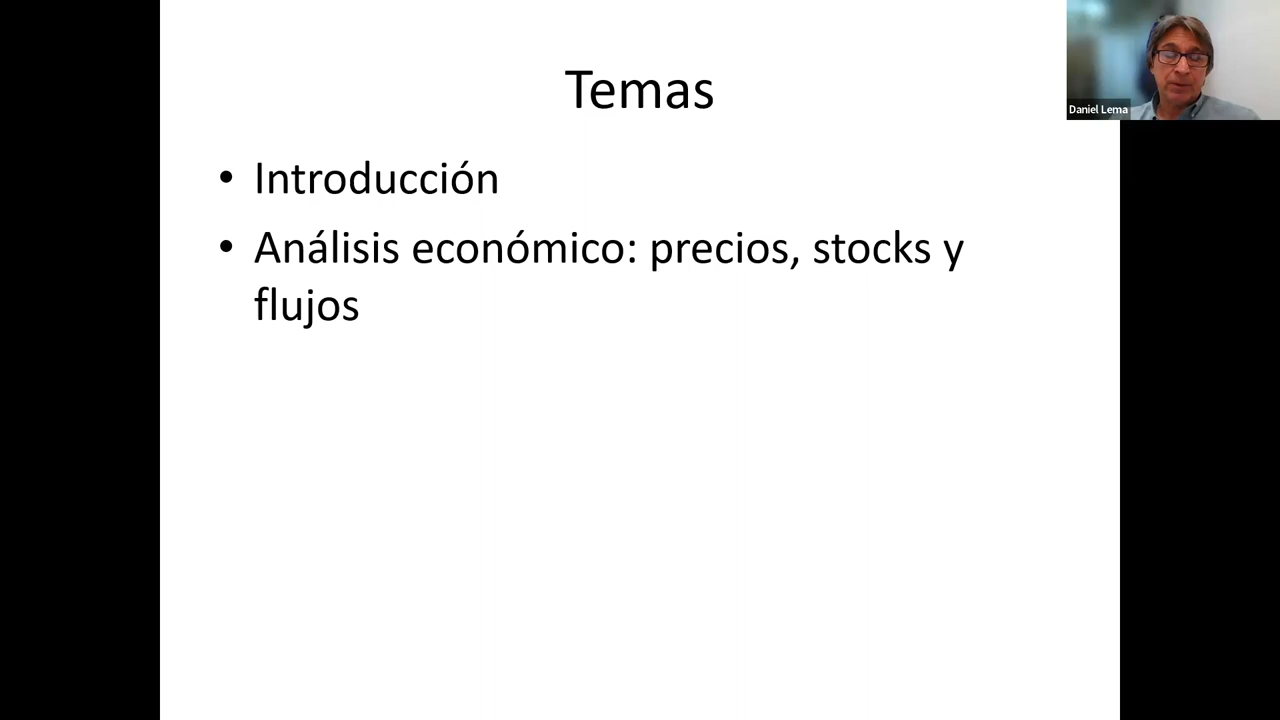 Temas
• Introducción
• Análisis económico: precios, stocks y
flujos
Daniel Lema